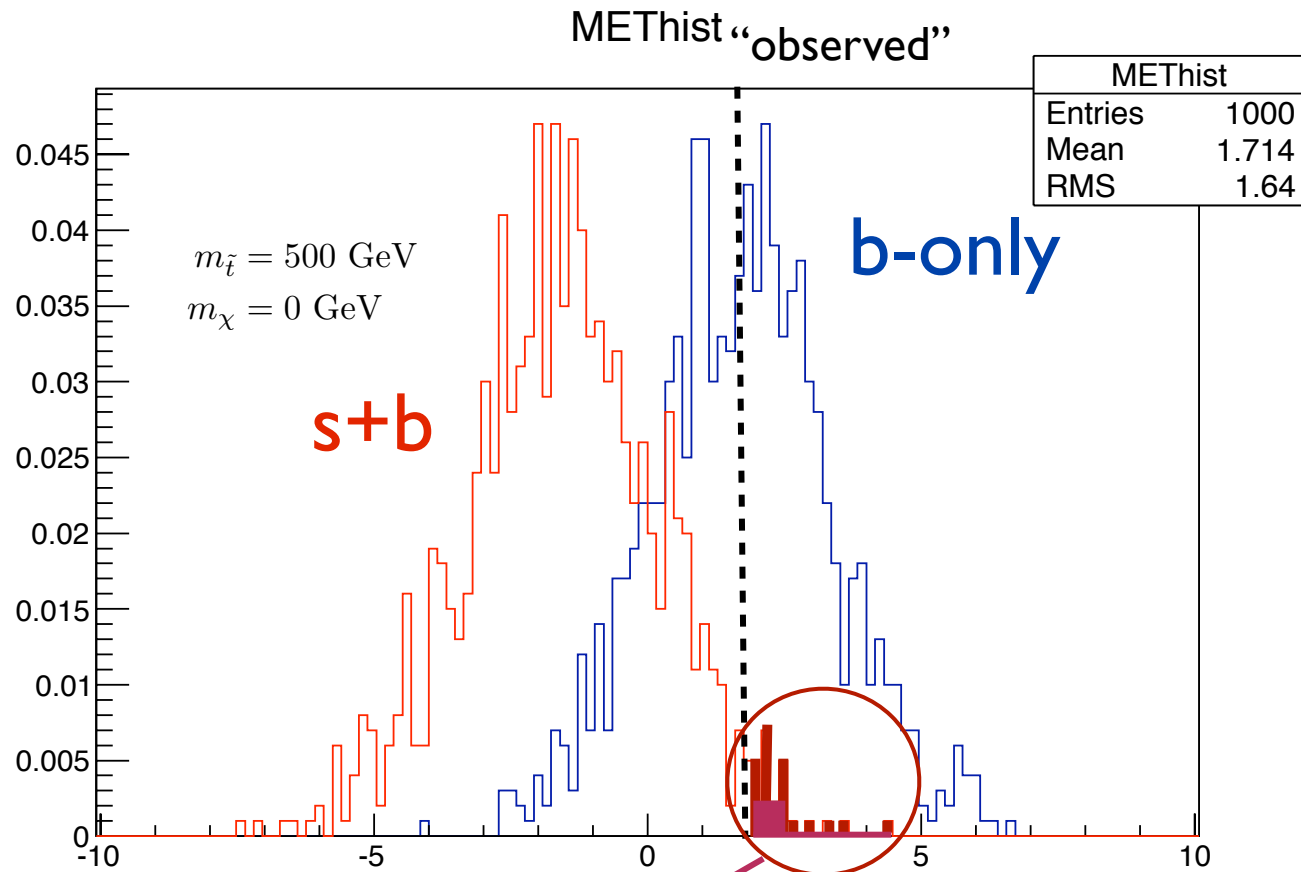 METhist “observed”
METhist
Entries 1000
Mean 1.714
RMS 1.64
0.045
0.04
0.035
0.03
0.025
0.02
0.015
0.01
0.005
0
m_t̃ = 500 GeV
m_χ = 0 GeV
b-only
s+b
-10 -5 0 5 10